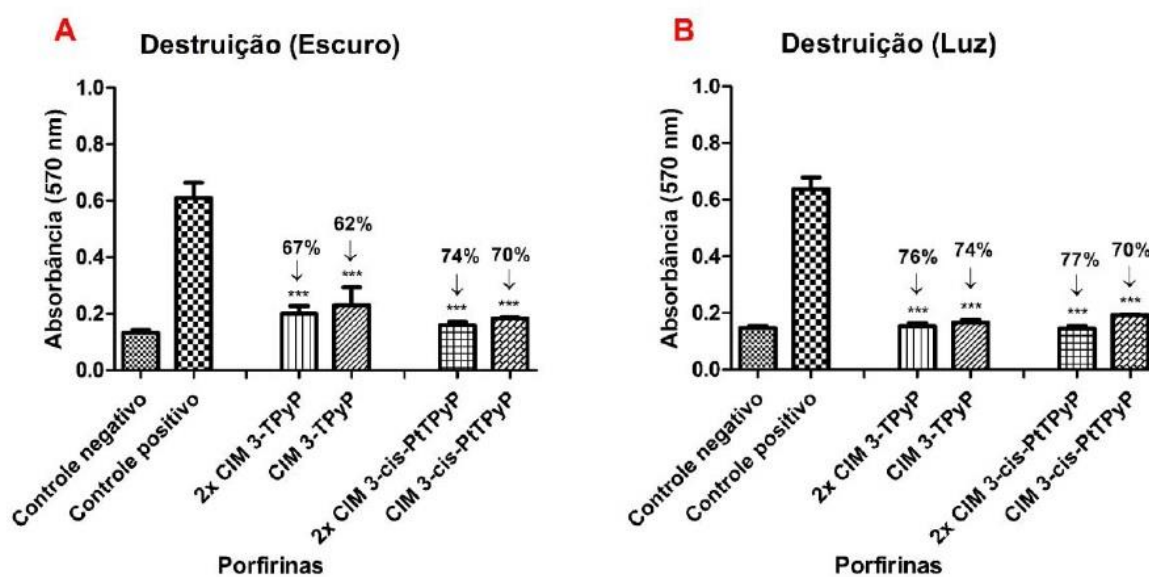 A
Destruição (Escuro)
Absorbância (570 nm)
1.0
0.8
0.6
0.4
0.2
0.0
67%
62%
74%
70%
***
***
***
***
Controle negativo
Controle positivo
2x CIM 3-TPyP
CIM 3-TPyP
2x CIM 3-cis-PtTPyP
CIM 3-cis-PtTPyP
Porfirinas
B
Destruição (Luz)
Absorbância (570 nm)
1.0
0.8
0.6
0.4
0.2
0.0
76%
74%
77%
70%
***
***
***
***
Controle negativo
Controle positivo
2x CIM 3-TPyP
CIM 3-TPyP
2x CIM 3-cis-PtTPyP
CIM 3-cis-PtTPyP
Porfirinas